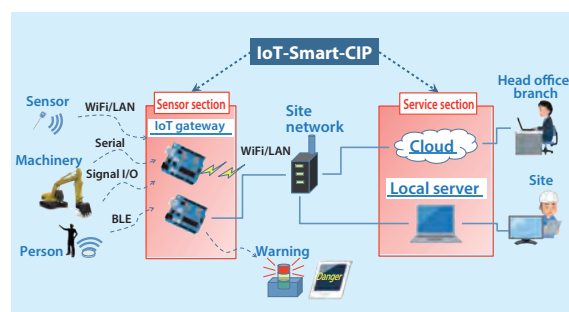 IoT-Smart-CIP
Sensor
WiFi/LAN
Sensor section
IoT gateway
Serial
Machinery
Signal I/O
BLE
Person
WiFi/LAN
Site
network
Warning
Danger
Service section
Cloud
Local server
Head office
branch
Site